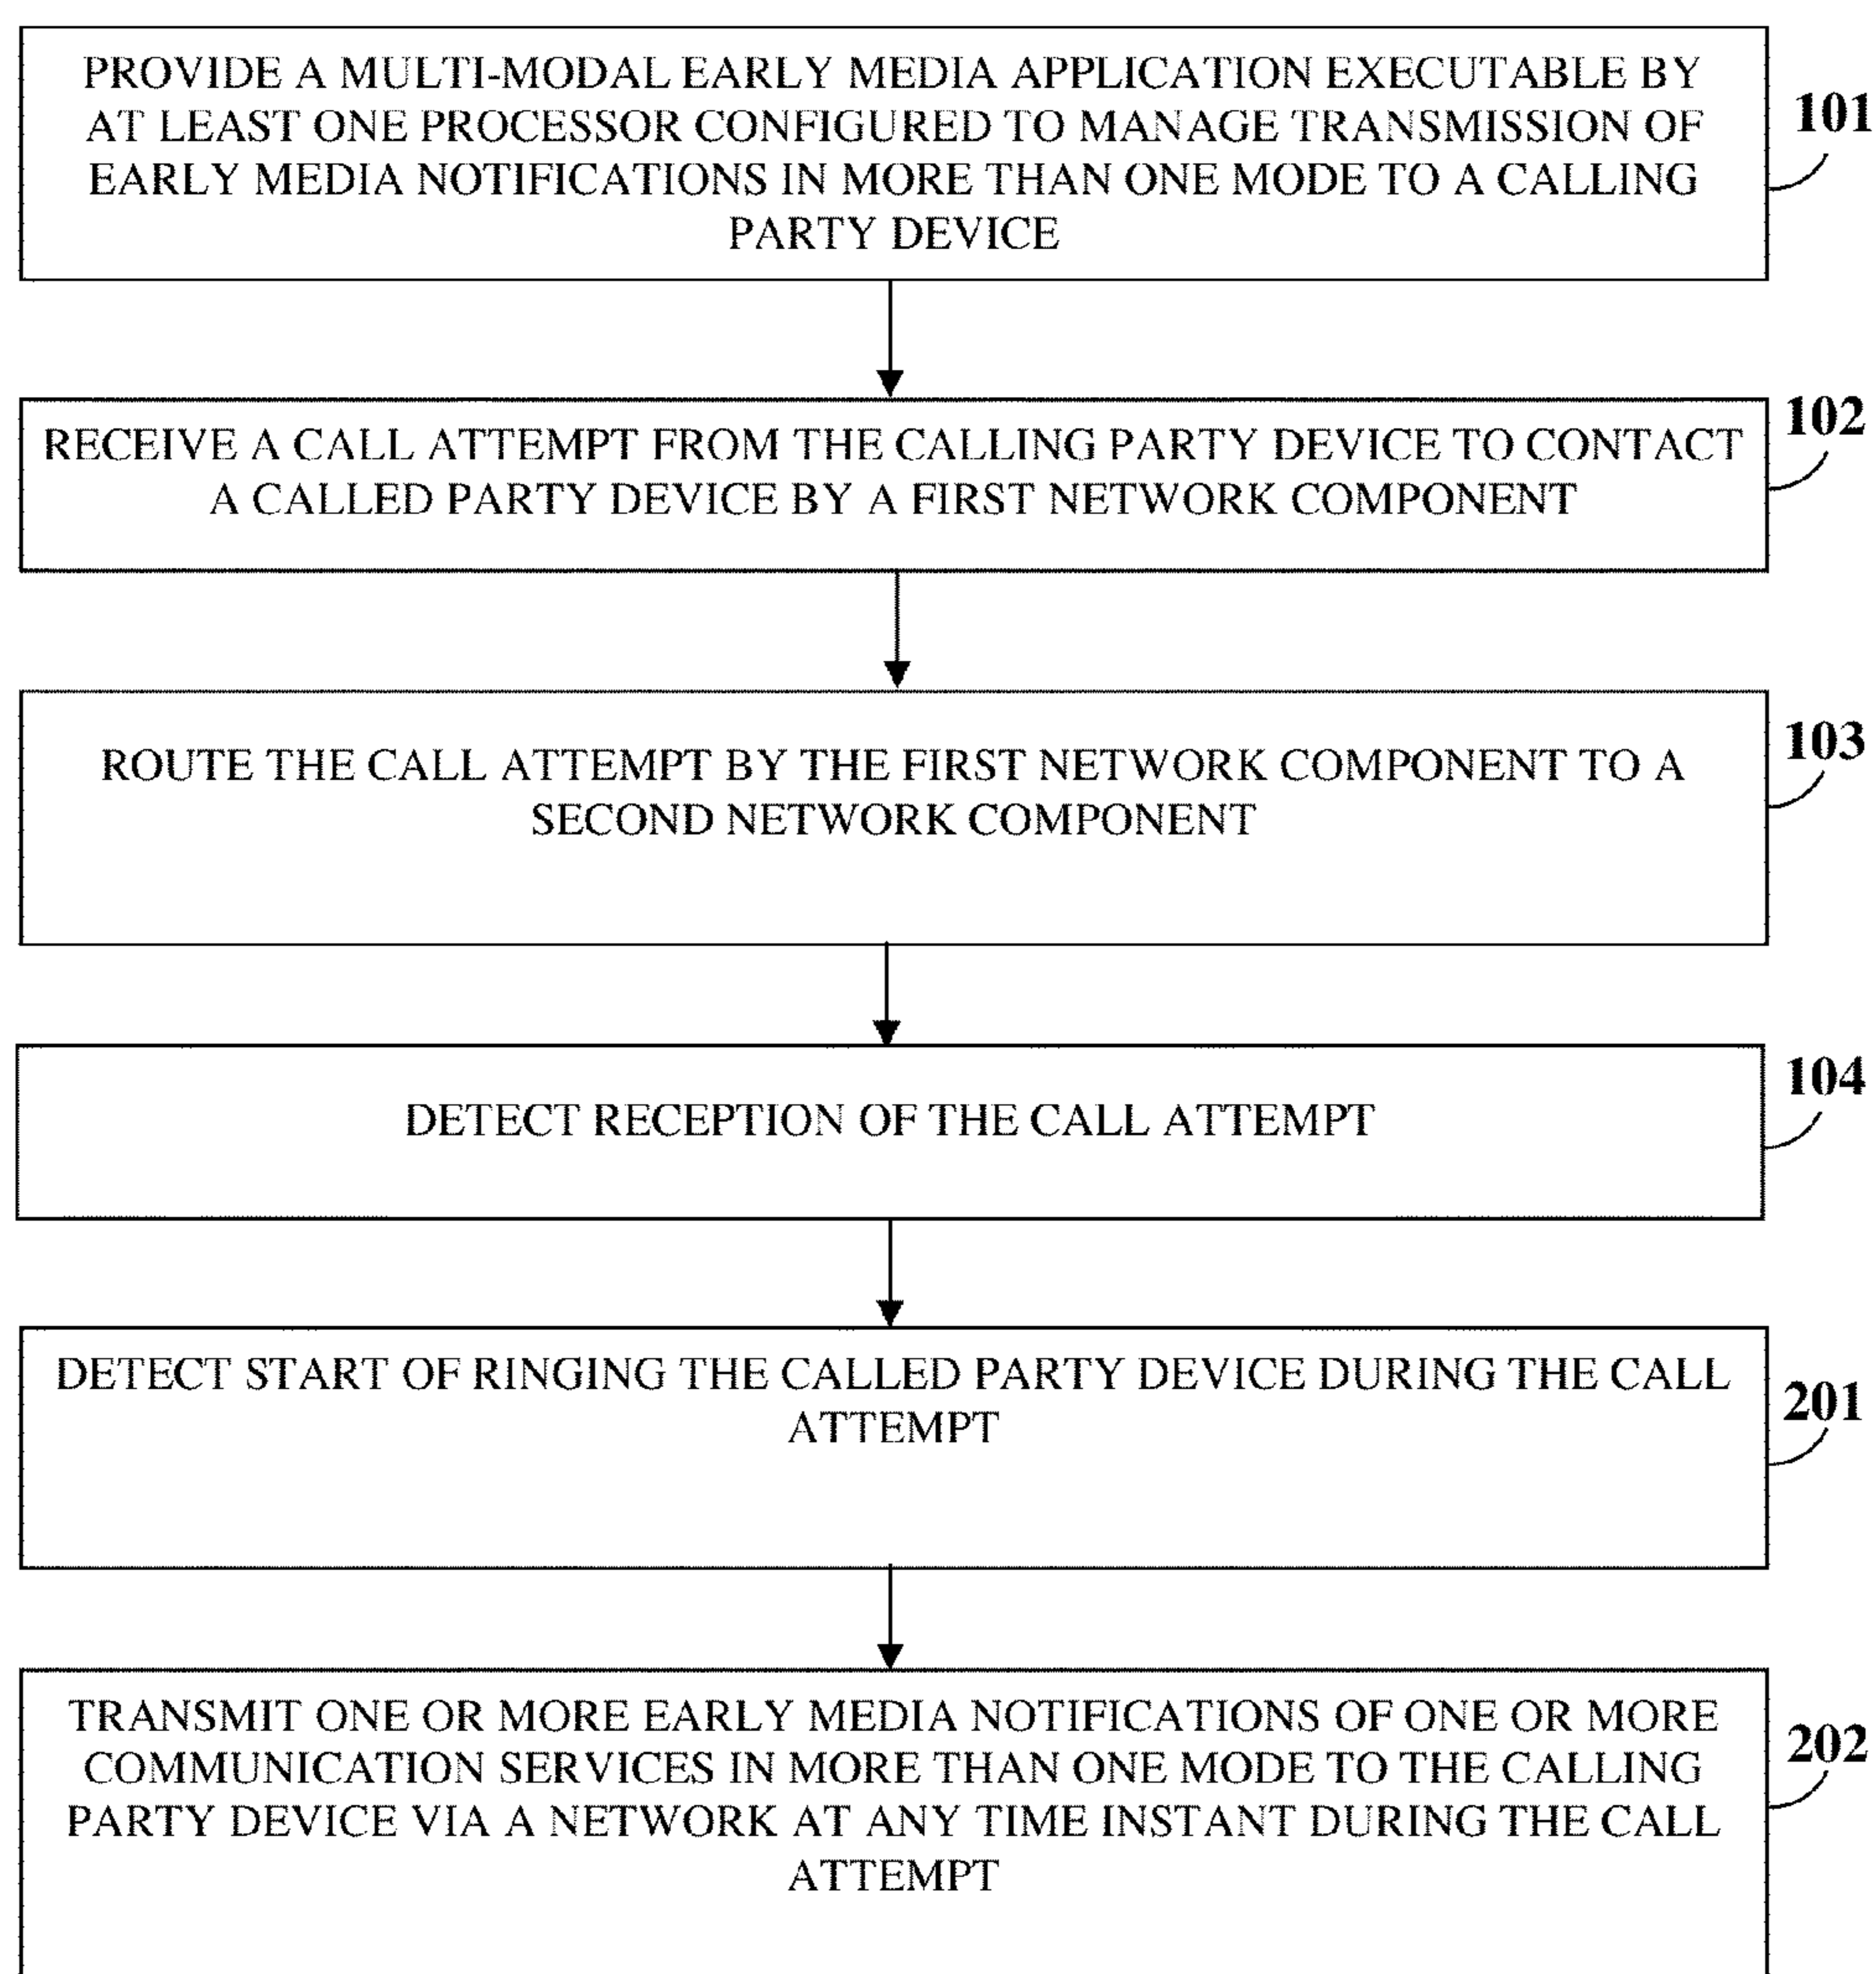 PROVIDE A MULTI-MODAL EARLY MEDIA APPLICATION EXECUTABLE BY
AT LEAST ONE PROCESSOR CONFIGURED TO MANAGE TRANSMISSION OF
EARLY MEDIA NOTIFICATIONS IN MORE THAN ONE MODE TO A CALLING
PARTY DEVICE
101
RECEIVE A CALL ATTEMPT FROM THE CALLING PARTY DEVICE TO CONTACT
A CALLED PARTY DEVICE BY A FIRST NETWORK COMPONENT
102
ROUTE THE CALL ATTEMPT BY THE FIRST NETWORK COMPONENT TO A
SECOND NETWORK COMPONENT
103
DETECT RECEPTION OF THE CALL ATTEMPT
104
DETECT START OF RINGING THE CALLED PARTY DEVICE DURING THE CALL
ATTEMPT
201
TRANSMIT ONE OR MORE EARLY MEDIA NOTIFICATIONS OF ONE OR MORE
COMMUNICATION SERVICES IN MORE THAN ONE MODE TO THE CALLING
PARTY DEVICE VIA A NETWORK AT ANY TIME INSTANT DURING THE CALL
ATTEMPT
202